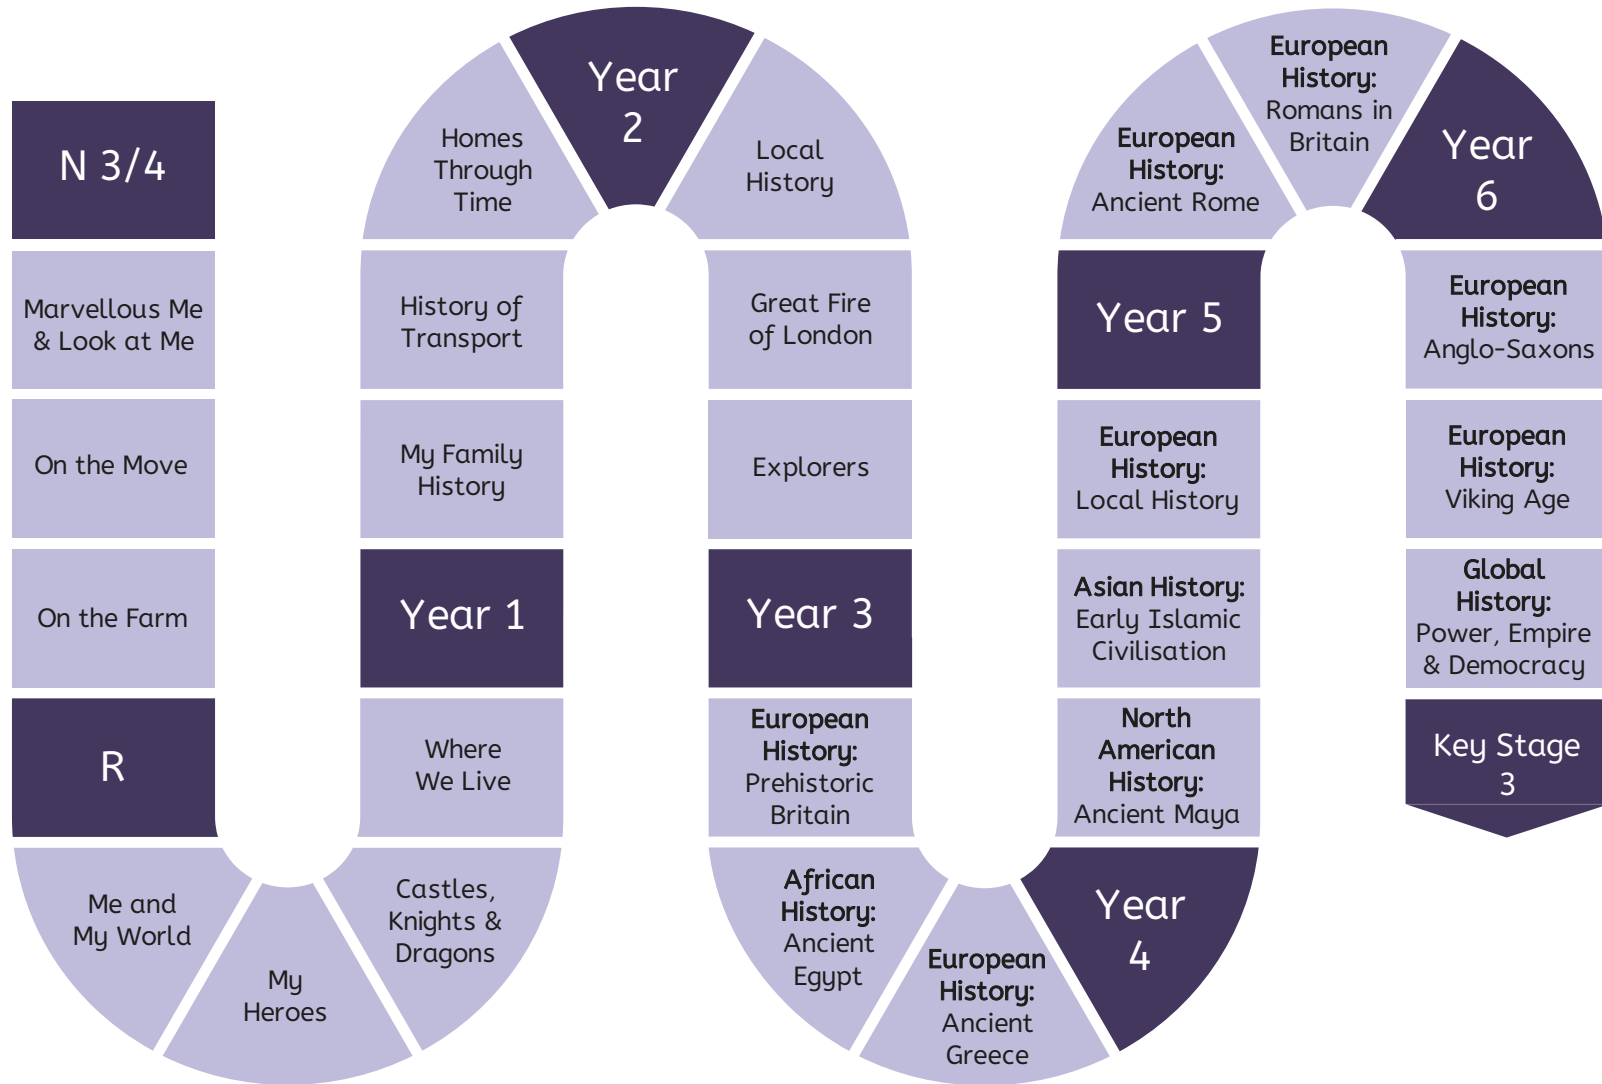 N 3/4
Marvellous Me
& Look at Me
On the Move
On the Farm
R
Me and
My World
My
Heroes
Castles,
Knights &
Dragons
Where
We Live
Year 1
My Family
History
History of
Transport
Homes
Through
Time
Year
2
Local
History
Great Fire
of London
Explorers
Year 3
European
History:
Prehistoric
Britain
African
History:
Ancient
Egypt
European
History:
Ancient
Greece
Year
4
North
American
History:
Ancient Maya
Asian History:
Early Islamic
Civilisation
European
History:
Local History
Year 5
European
History:
Ancient Rome
European
History:
Romans in
Britain
Year
6
European
History:
Anglo-Saxons
European
History:
Viking Age
Global
History:
Power, Empire
& Democracy
Key Stage
3